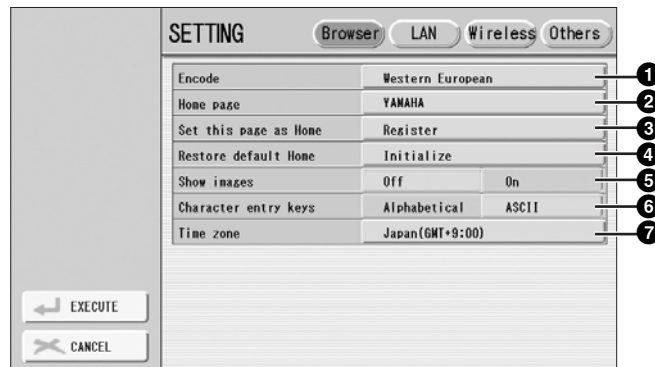 SETTING Browser LAN Wireless Others
Encode Western European 1
Home page YAMAHA 2
Set this page as Home Register 3
Restore default Home Initialize 4
Show images Off On 5
Character entry keys Alphabetical ASCII 6
Time zone Japan(GMT+9:00) 7
EXECUTE
CANCEL